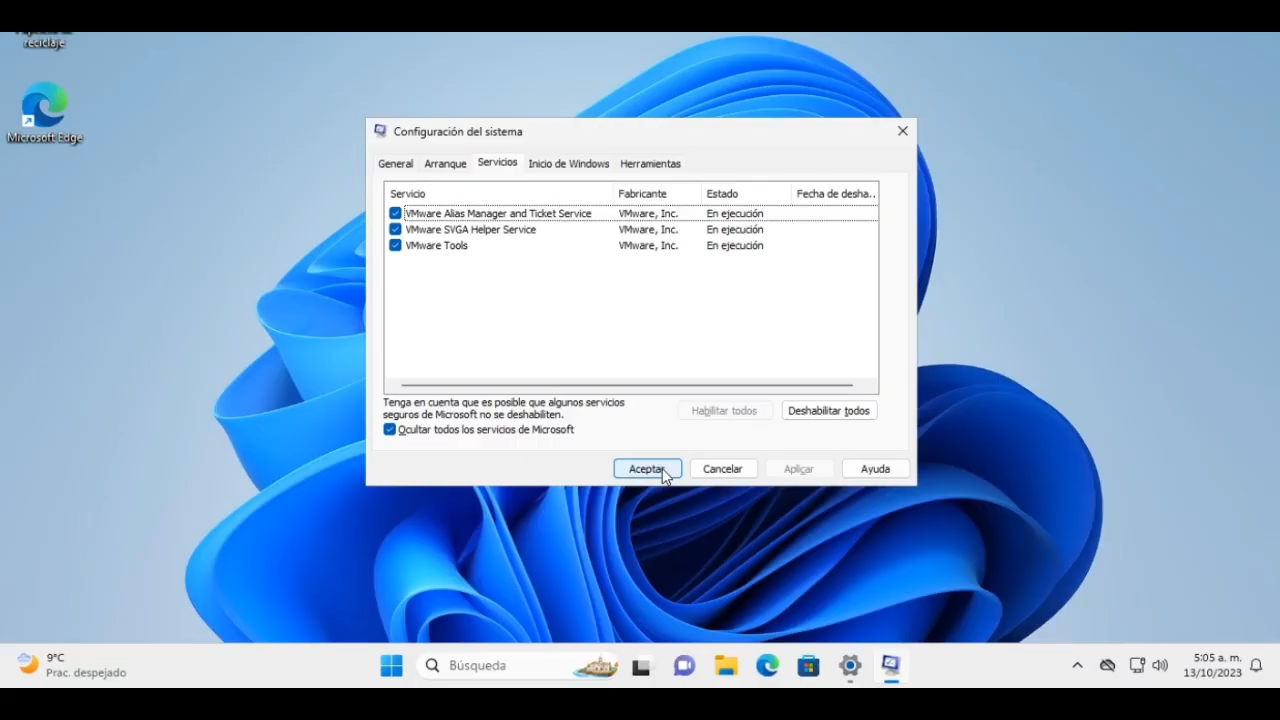 reciclaje
Microsoft Edge
Configuración del sistema
General Arranque Servicios Inicio de Windows Herramientas
Servicio Fabricante Estado Fecha de desha...
VMware Alias Manager and Ticket Service VMware, Inc. En ejecución
VMware SVGA Helper Service VMware, Inc. En ejecución
VMware Tools VMware, Inc. En ejecución
Tenga en cuenta que es posible que algunos servicios
seguros de Microsoft no se deshabiliten.
Habilitar todos Deshabilitar todos
Ocultar todos los servicios de Microsoft
Aceptar Cancelar Aplicar Ayuda
9°C
Prac. despejado
Búsqueda
5:05 a. m.
13/10/2023